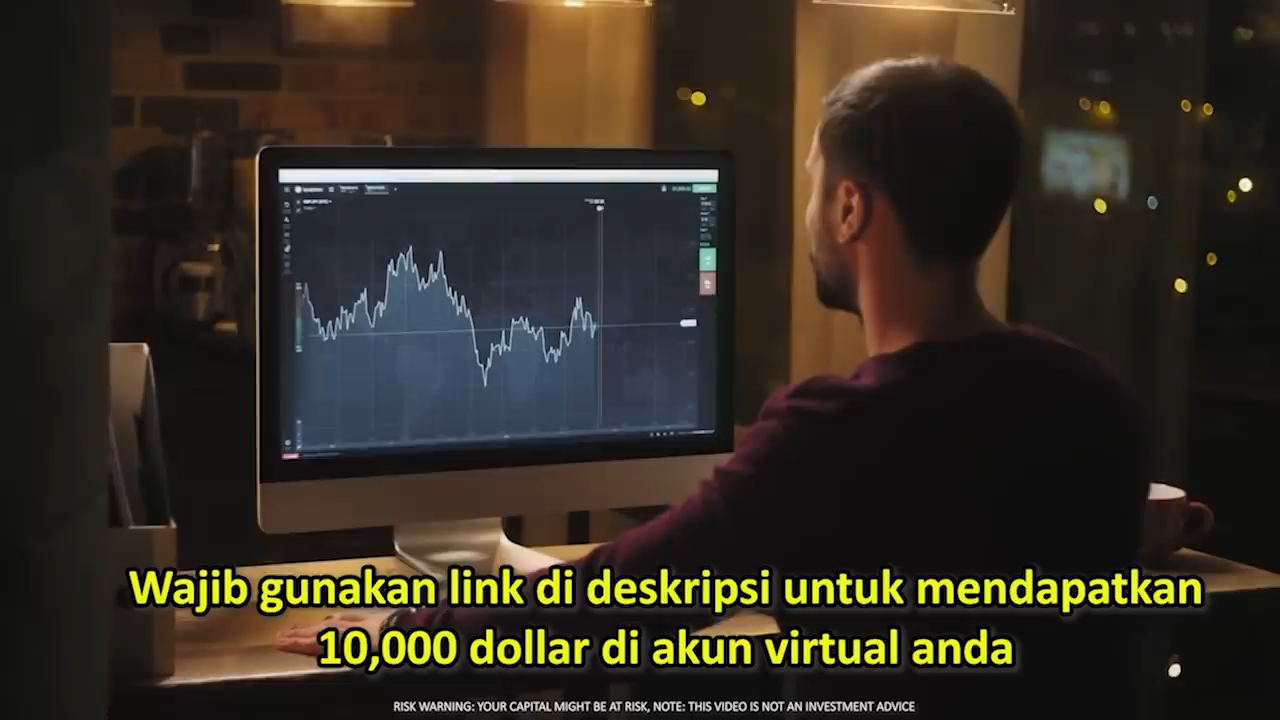 Wajib gunakan link di deskripsi untuk mendapatkan
10,000 dollar di akun virtual anda
RISK WARNING: YOUR CAPITAL MIGHT BE AT RISK, NOTE: THIS VIDEO IS NOT AN INVESTMENT ADVICE